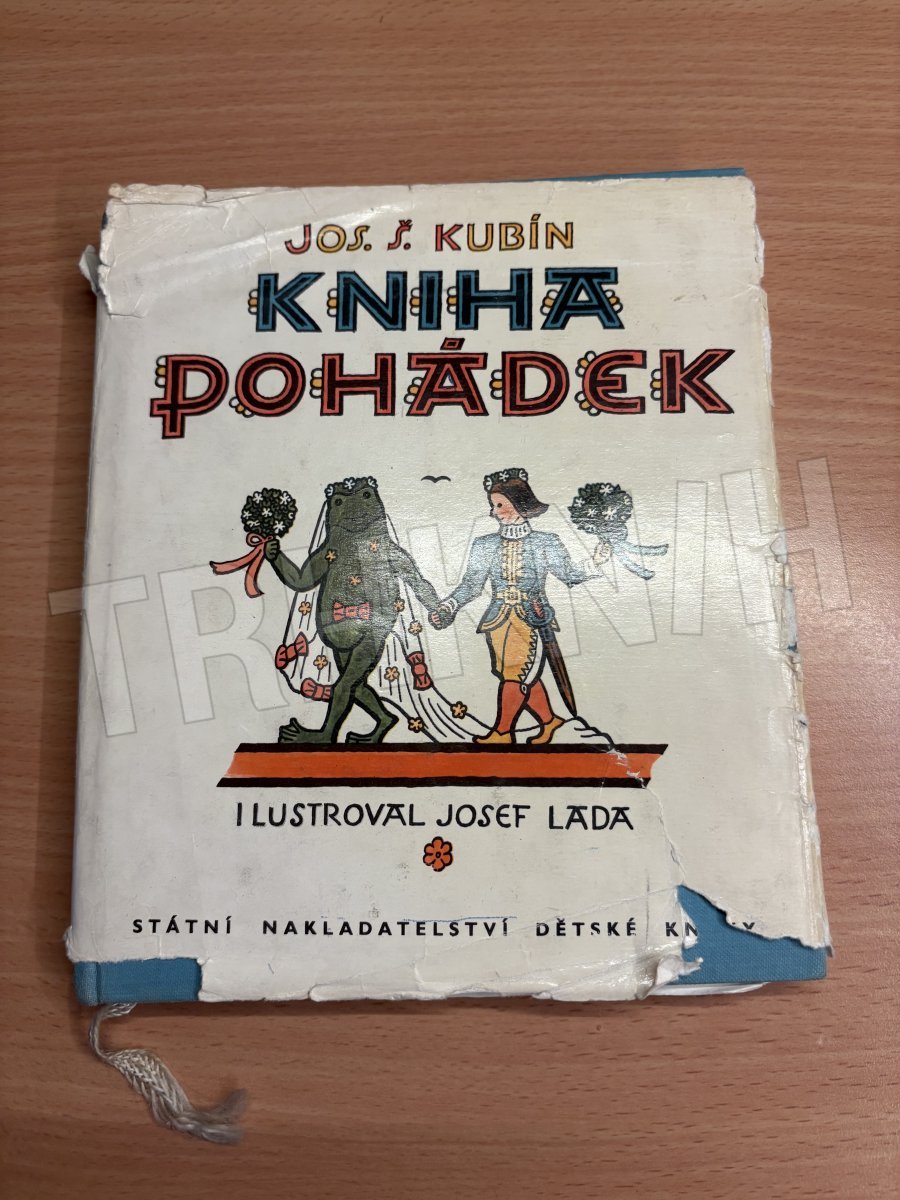 JOS. Š. KUBÍN
KNIHA
POHÁDEK
ILUSTROVAL JOSEF LADA
STÁTNÍ NAKLADATELSTVÍ DĚTSKÉ